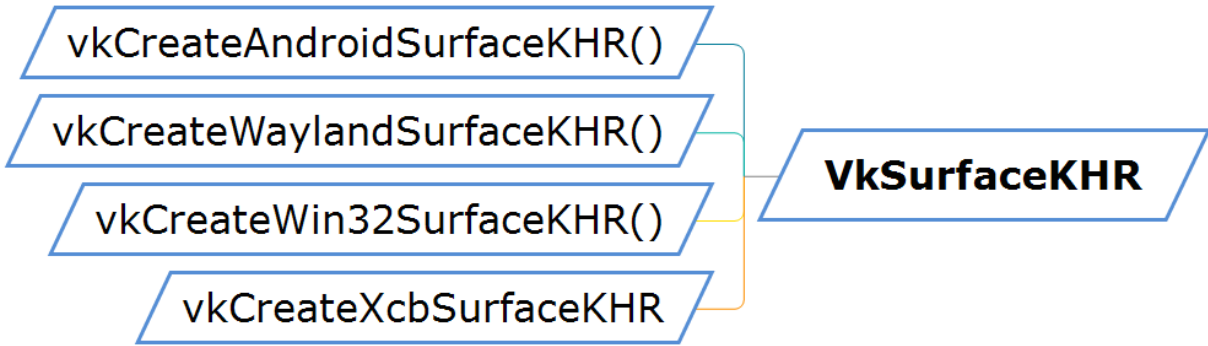 vkCreateAndroidSurfaceKHR()
vkCreateWaylandSurfaceKHR()
vkCreateWin32SurfaceKHR()
vkCreateXcbSurfaceKHR
VkSurfaceKHR